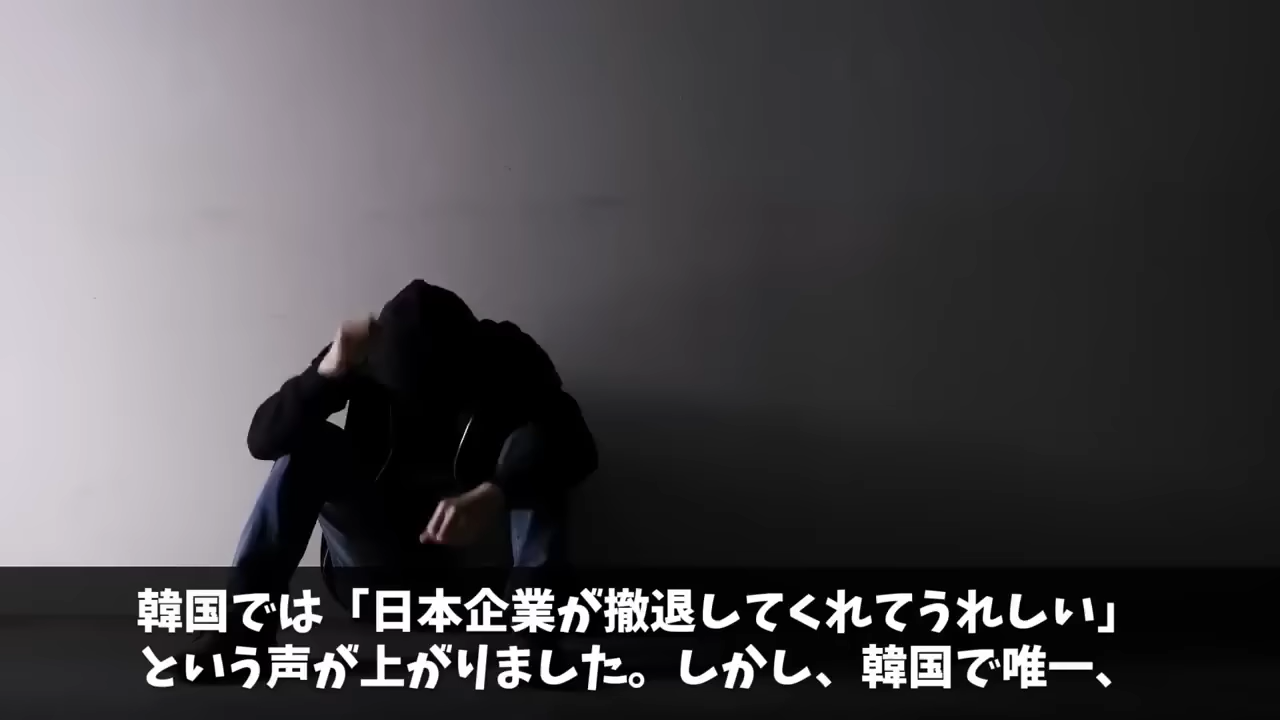 韓国では「日本企業が撤退してくれてうれしい」
という声が上がりました。しかし、韓国で唯一、